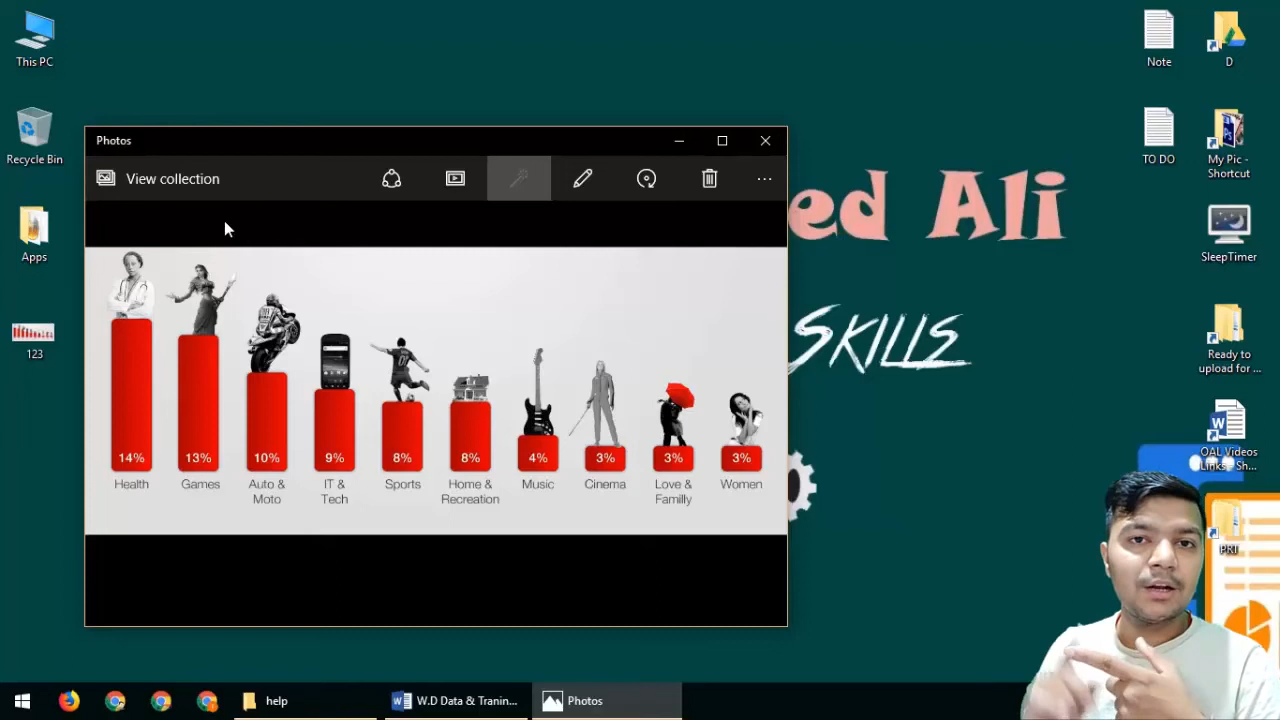 This PC
Recycle Bin
Apps
123
Photos
View collection
14%
13%
10%
9%
8%
8%
4%
3%
3%
3%
Health
Games
Auto &
Moto
IT &
Tech
Sports
Home &
Recreation
Music
Cinema
Love &
Familly
Women
ed Ali
SKILLS
Note
D
TO DO
My Pic -
Shortcut
SleepTimer
Ready to
upload for ...
OAL Videos
Links - Sh...
PRT
help
W.D Data & Tranin...
Photos